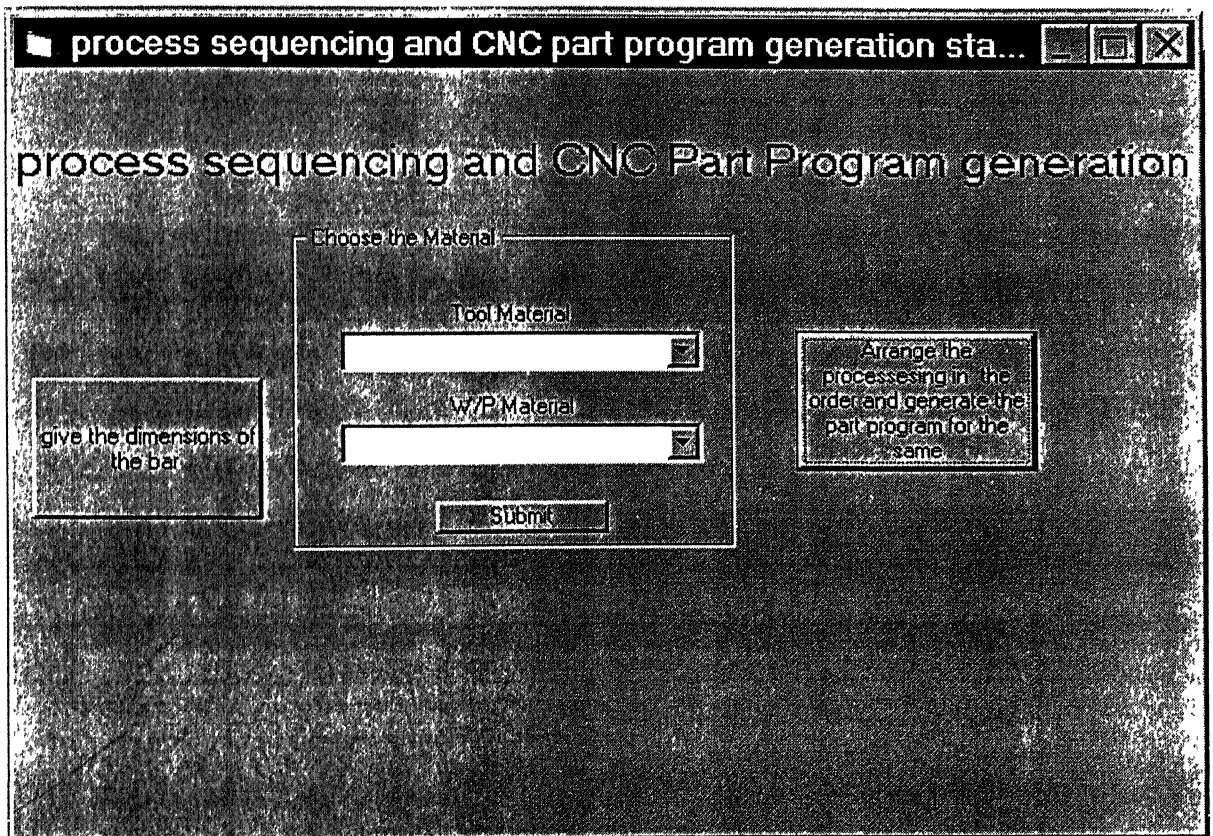 process sequencing and CNC part program generation sta...
process sequencing and CNC Part Program generation
Choose the Material
Tool Material
W/P Material
Submit
give the dimensions of
the bar
Arrange the
processesing in the
order and generate the
part program for the
same